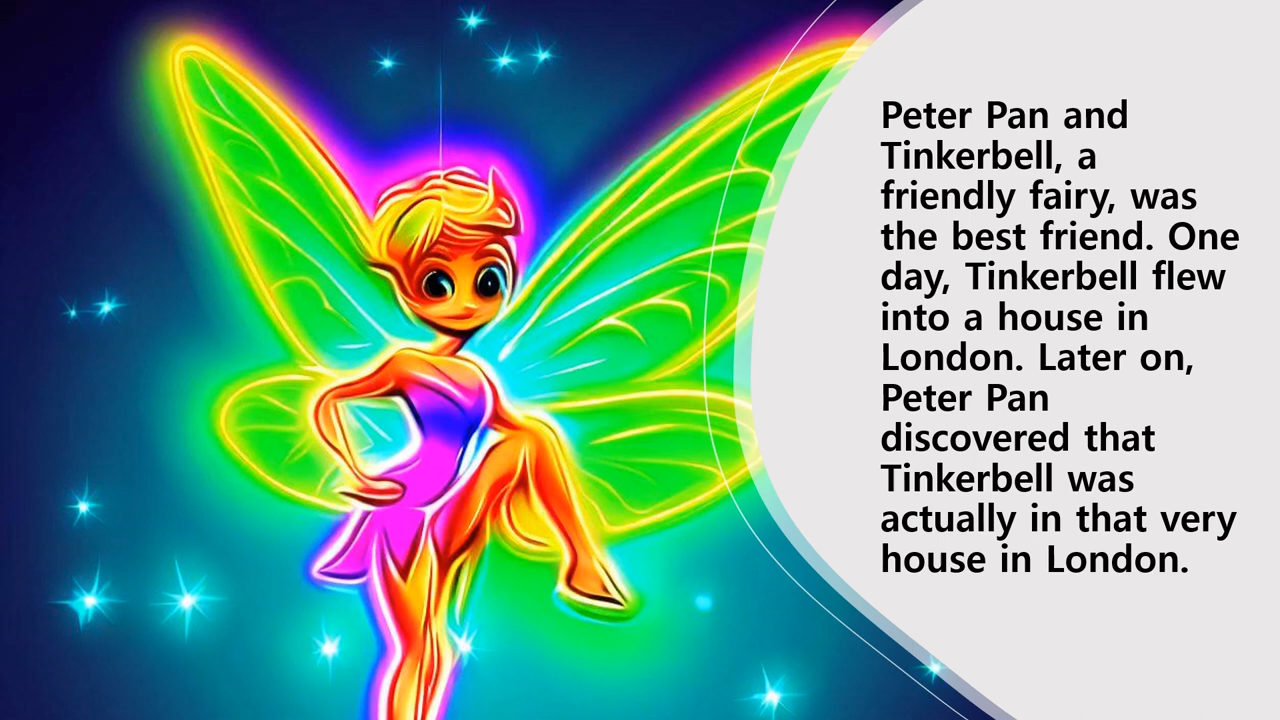 Peter Pan and
Tinkerbell, a
friendly fairy, was
the best friend. One
day, Tinkerbell flew
into a house in
London. Later on,
Peter Pan
discovered that
Tinkerbell was
actually in that very
house in London.